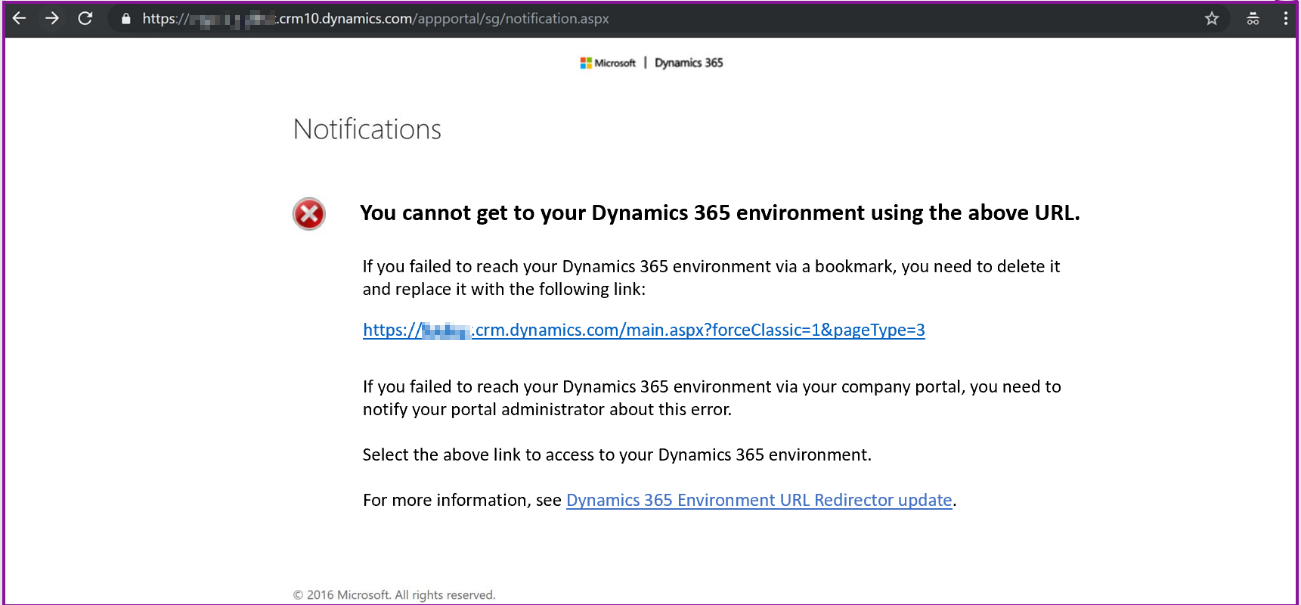 https://.crm10.dynamics.com/appportal/sg/notification.aspx
Microsoft | Dynamics 365
Notifications
You cannot get to your Dynamics 365 environment using the above URL.
If you failed to reach your Dynamics 365 environment via a bookmark, you need to delete it
and replace it with the following link:
https://.crm.dynamics.com/main.aspx?forceClassic=1&pageType=3
If you failed to reach your Dynamics 365 environment via your company portal, you need to
notify your portal administrator about this error.
Select the above link to access to your Dynamics 365 environment.
For more information, see Dynamics 365 Environment URL Redirector update.
© 2016 Microsoft. All rights reserved.